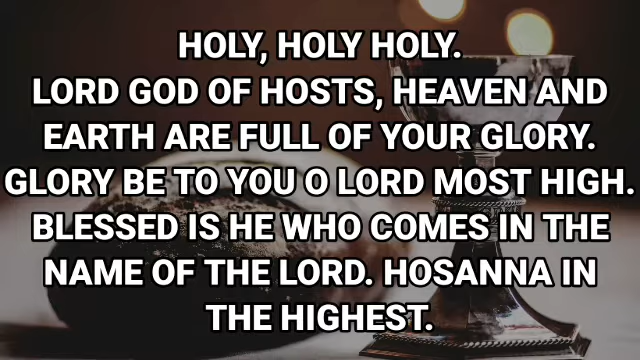 HOLY, HOLY HOLY.
LORD GOD OF HOSTS, HEAVEN AND
EARTH ARE FULL OF YOUR GLORY.
GLORY BE TO YOU O LORD MOST HIGH.
BLESSED IS HE WHO COMES IN THE
NAME OF THE LORD. HOSANNA IN
THE HIGHEST.